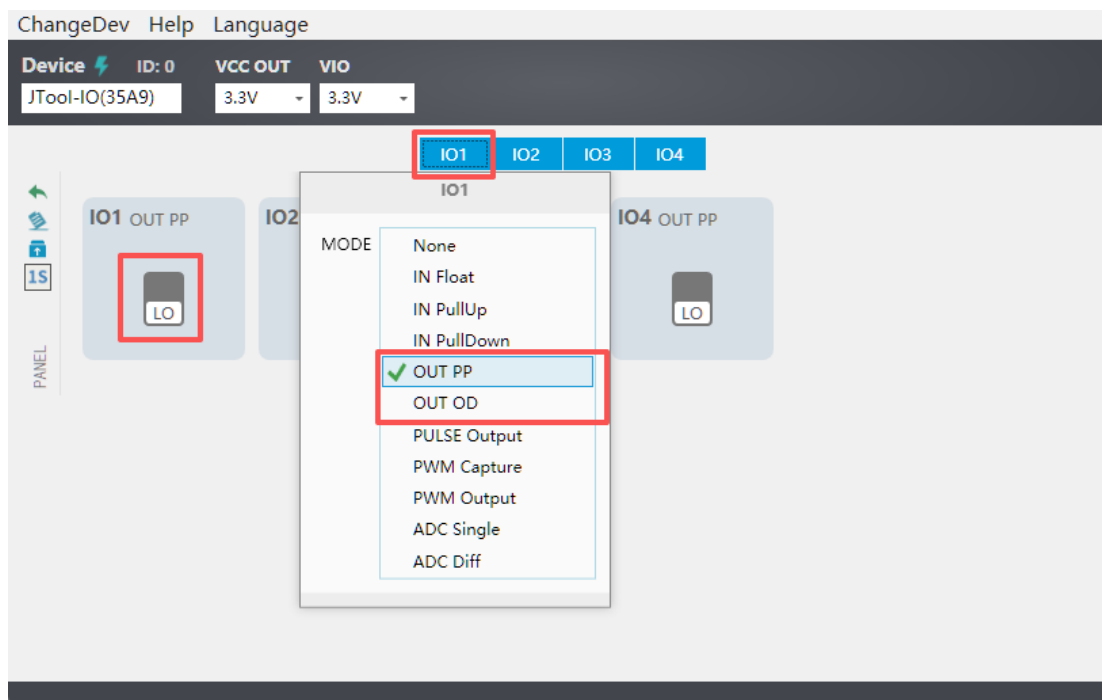 ChangeDev Help Language
Device ID: 0 VCC OUT VIO
JTool-IO(35A9) 3.3V 3.3V
IO1 IO2 IO3 IO4
IO1
IO1 OUT PP IO2 IO4 OUT PP
MODE
None
IN Float
IN PullUp
IN PullDown
OUT PP
OUT OD
PULSE Output
PWM Capture
PWM Output
ADC Single
ADC Diff
1S
LO LO
PANEL